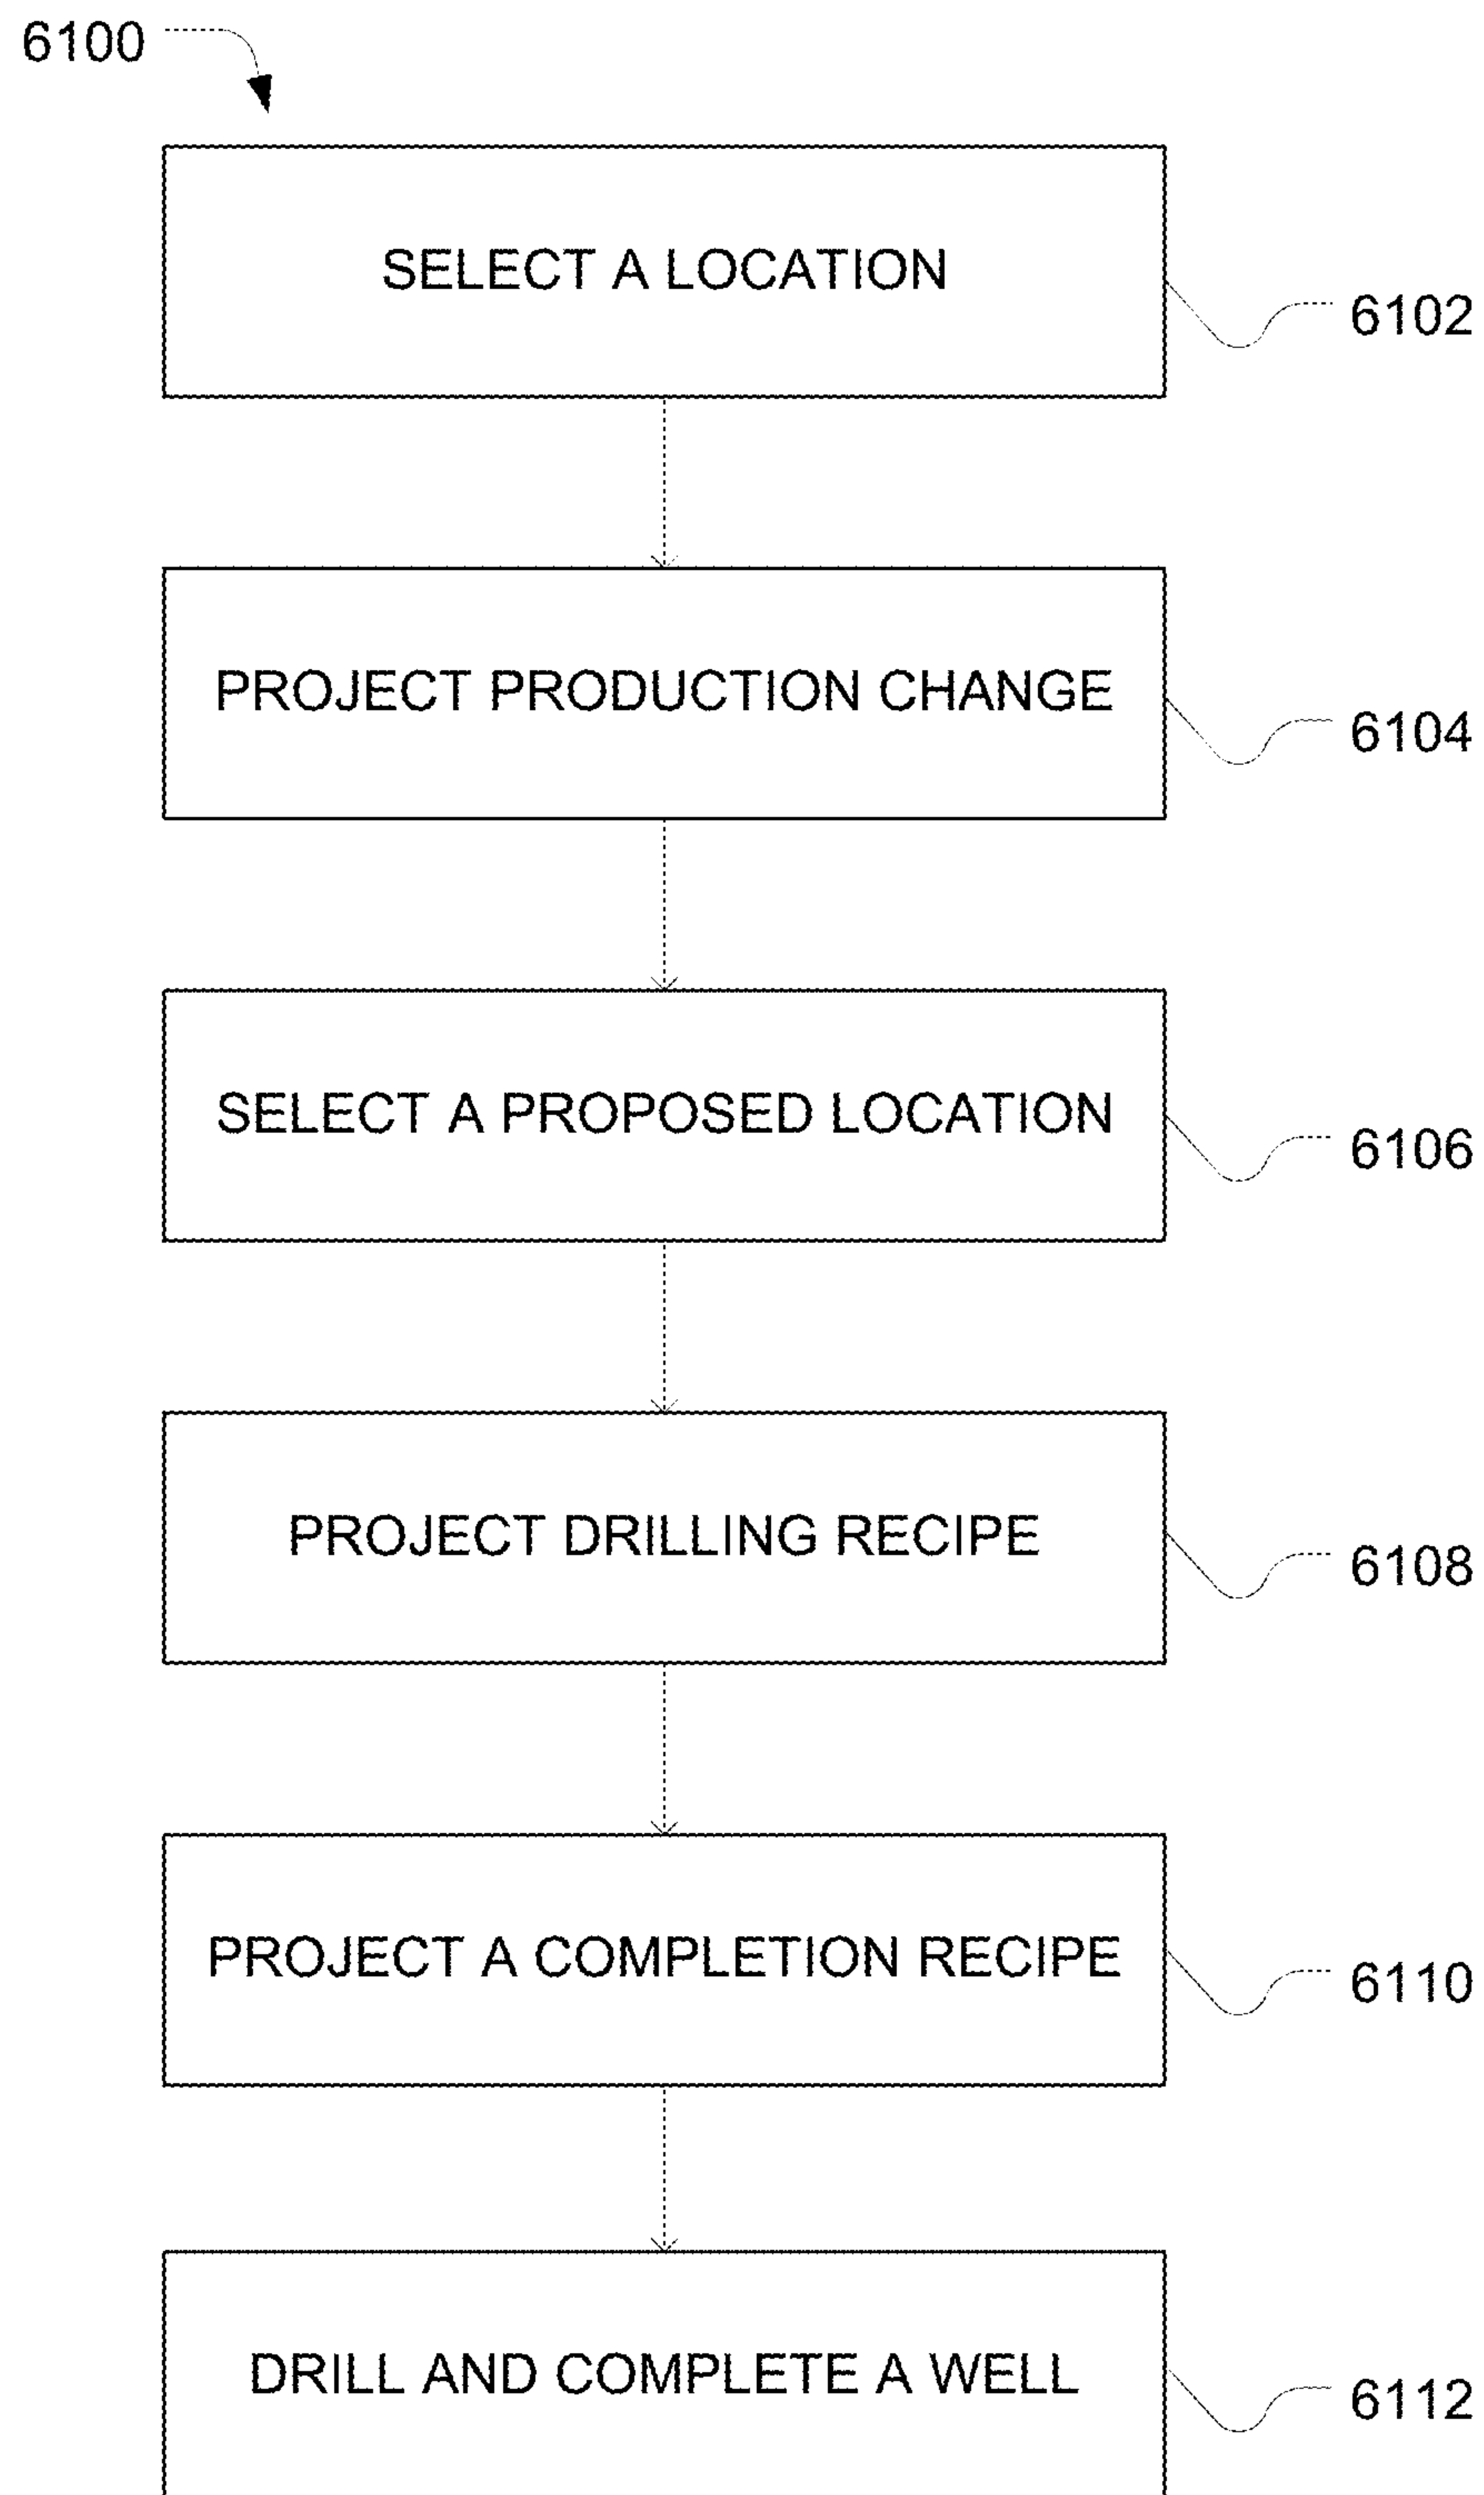 6100
SELECT A LOCATION
6102
PROJECT PRODUCTION CHANGE
6104
SELECT A PROPOSED LOCATION
6106
PROJECT DRILLING RECIPE
6108
PROJECT A COMPLETION RECIPE
6110
DRILL AND COMPLETE A WELL
6112